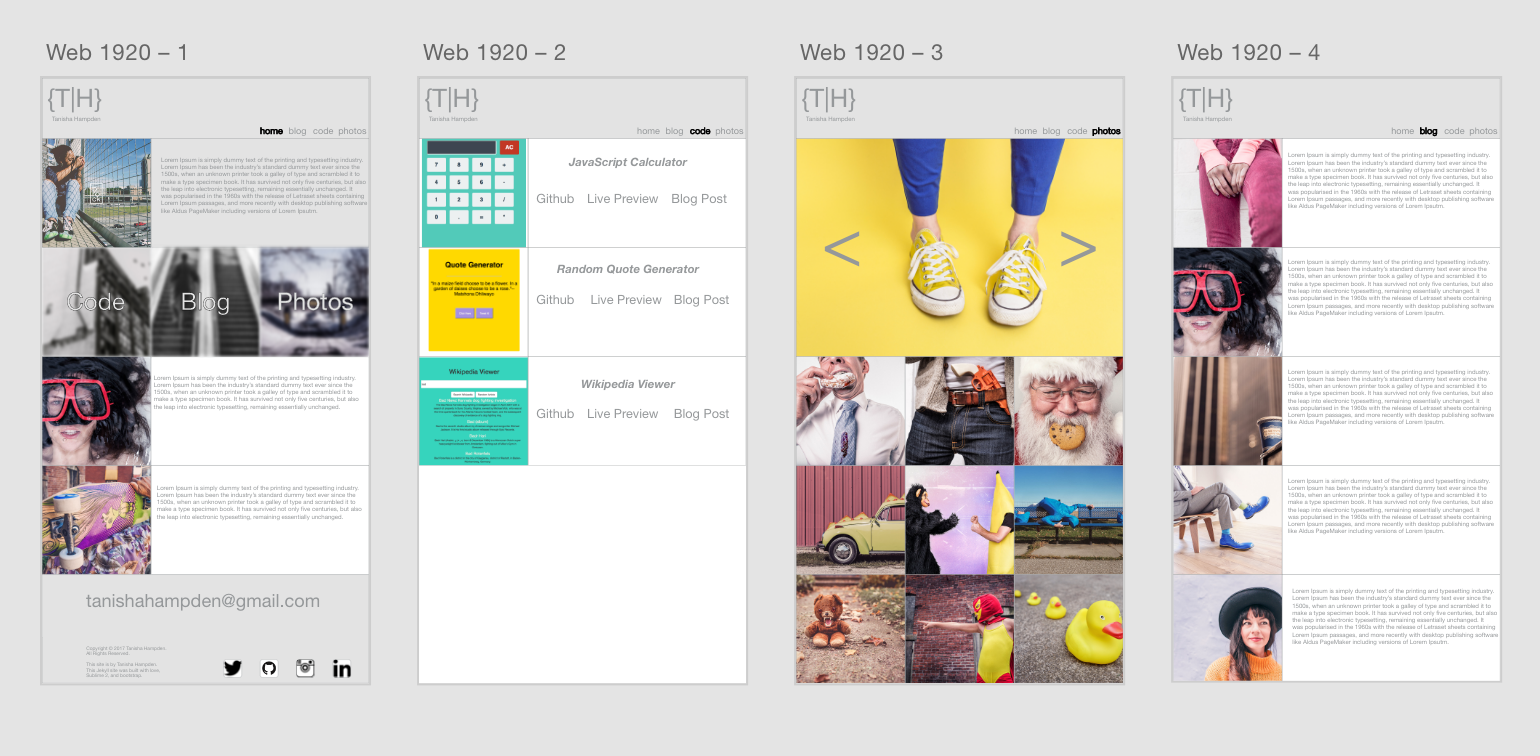 Web 1920 – 1
{T|H}
Tanisha Hampden
home blog code photos
Lorem Ipsum is simply dummy text of the printing and typesetting industry.
Lorem Ipsum has been the industry's standard dummy text ever since the
1500s, when an unknown printer took a galley of type and scrambled it to
make a type specimen book. It has survived not only five centuries, but also
the leap into electronic typesetting, remaining essentially unchanged. It
was popularised in the 1960s with the release of Letraset sheets containing
Lorem Ipsum passages, and more recently with desktop publishing software
like Aldus PageMaker including versions of Lorem Ipsum.
Code Blog Photos
Lorem Ipsum is simply dummy text of the printing and typesetting industry.
Lorem Ipsum has been the industry's standard dummy text ever since the
1500s, when an unknown printer took a galley of type and scrambled it to
make a type specimen book. It has survived not only five centuries, but also
the leap into electronic typesetting, remaining essentially unchanged.
Lorem Ipsum is simply dummy text of the printing and typesetting industry.
Lorem Ipsum has been the industry's standard dummy text ever since the
1500s, when an unknown printer took a galley of type and scrambled it to
make a type specimen book. It has survived not only five centuries, but also
the leap into electronic typesetting, remaining essentially unchanged.
tanishahampden@gmail.com
Copyright © 2017 Tanisha Hampden.
All Rights Reserved.
This site is by Tanisha Hampden.
This Jekyll site was built with love,
Sublime 2, and bootstrap.
in
Web 1920 – 2
{T|H}
Tanisha Hampden
home blog code photos
AC
7 8 9 ÷
4 5 6 -
1 2 3 /
0 . = *
JavaScript Calculator
Github Live Preview Blog Post
Quote Generator
Random Quote Generator
Github Live Preview Blog Post
Wikipedia Viewer
Wikipedia Viewer
Github Live Preview Blog Post
Web 1920 – 3
{T|H}
Tanisha Hampden
home blog code photos
< >
Web 1920 – 4
{T|H}
Tanisha Hampden
home blog code photos
Lorem Ipsum is simply dummy text of the printing and typesetting industry.
Lorem Ipsum has been the industry's standard dummy text ever since the
1500s, when an unknown printer took a galley of type and scrambled it to
make a type specimen book. It has survived not only five centuries, but also
the leap into electronic typesetting, remaining essentially unchanged. It
was popularised in the 1960s with the release of Letraset sheets containing
Lorem Ipsum passages, and more recently with desktop publishing software
like Aldus PageMaker including versions of Lorem Ipsutm.
Lorem Ipsum is simply dummy text of the printing and typesetting industry.
Lorem Ipsum has been the industry's standard dummy text ever since the
1500s, when an unknown printer took a galley of type and scrambled it to
make a type specimen book. It has survived not only five centuries, but also
the leap into electronic typesetting, remaining essentially unchanged. It
was popularised in the 1960s with the release of Letraset sheets containing
Lorem Ipsum passages, and more recently with desktop publishing software
like Aldus PageMaker including versions of Lorem Ipsutm.
Lorem Ipsum is simply dummy text of the printing and typesetting industry.
Lorem Ipsum has been the industry's standard dummy text ever since the
1500s, when an unknown printer took a galley of type and scrambled it to
make a type specimen book. It has survived not only five centuries, but also
the leap into electronic typesetting, remaining essentially unchanged. It
was popularised in the 1960s with the release of Letraset sheets containing
Lorem Ipsum passages, and more recently with desktop publishing software
like Aldus PageMaker including versions of Lorem Ipsutm.
Lorem Ipsum is simply dummy text of the printing and typesetting industry.
Lorem Ipsum has been the industry's standard dummy text ever since the
1500s, when an unknown printer took a galley of type and scrambled it to
make a type specimen book. It has survived not only five centuries, but also
the leap into electronic typesetting, remaining essentially unchanged. It
was popularised in the 1960s with the release of Letraset sheets containing
Lorem Ipsum passages, and more recently with desktop publishing software
like Aldus PageMaker including versions of Lorem Ipsutm.
Lorem Ipsum is simply dummy text of the printing and typesetting industry.
Lorem Ipsum has been the industry's standard dummy text ever since the
1500s, when an unknown printer took a galley of type and scrambled it to
make a type specimen book. It has survived not only five centuries, but also
the leap into electronic typesetting, remaining essentially unchanged. It
was popularised in the 1960s with the release of Letraset sheets containing
Lorem Ipsum passages, and more recently with desktop publishing software
like Aldus PageMaker including versions of Lorem Ipsutm.